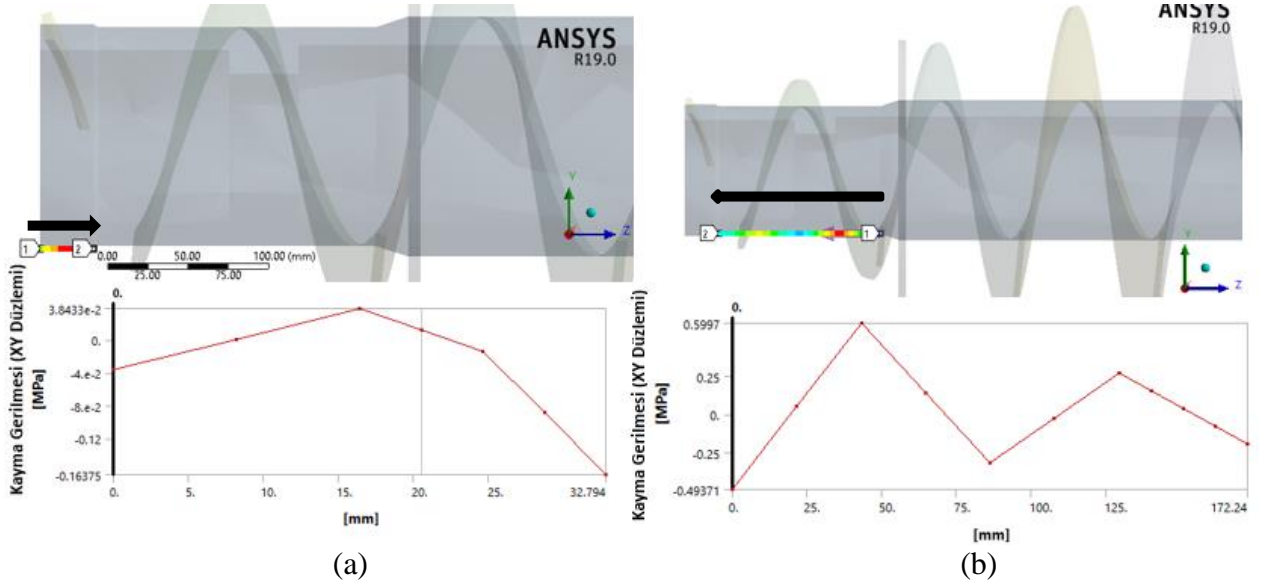 ANSYS
R19.0
Y
Z
1
2
0.00
50.00
100.00 (mm)
25.00
75.00
Kayma Gerilmesi (XY Düzlemi)
[MPa]
0.
3.8433e-2
0.
-4.e-2
-8.e-2
-0.12
-0.16375
0.
5.
10.
15.
20.
25.
32.794
[mm]
(a)
ANSYS
R19.0
2
1
Y
Z
Kayma Gerilmesi (XY Düzlemi)
[MPa]
0.
0.5997
0.25
0.
-0.25
-0.49371
0.
25.
50.
75.
100.
125.
172.24
[mm]
(b)